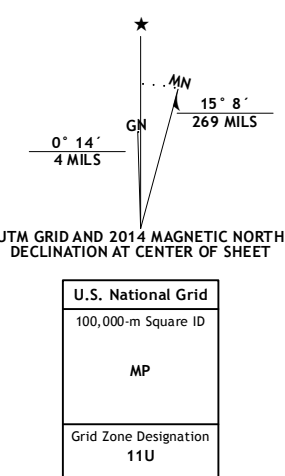 ★
MN
GN
15° 8´
269 MILS
0° 14´
4 MILS
UTM GRID AND 2014 MAGNETIC NORTH
DECLINATION AT CENTER OF SHEET
U.S. National Grid
100,000-m Square ID
MP
Grid Zone Designation
11U